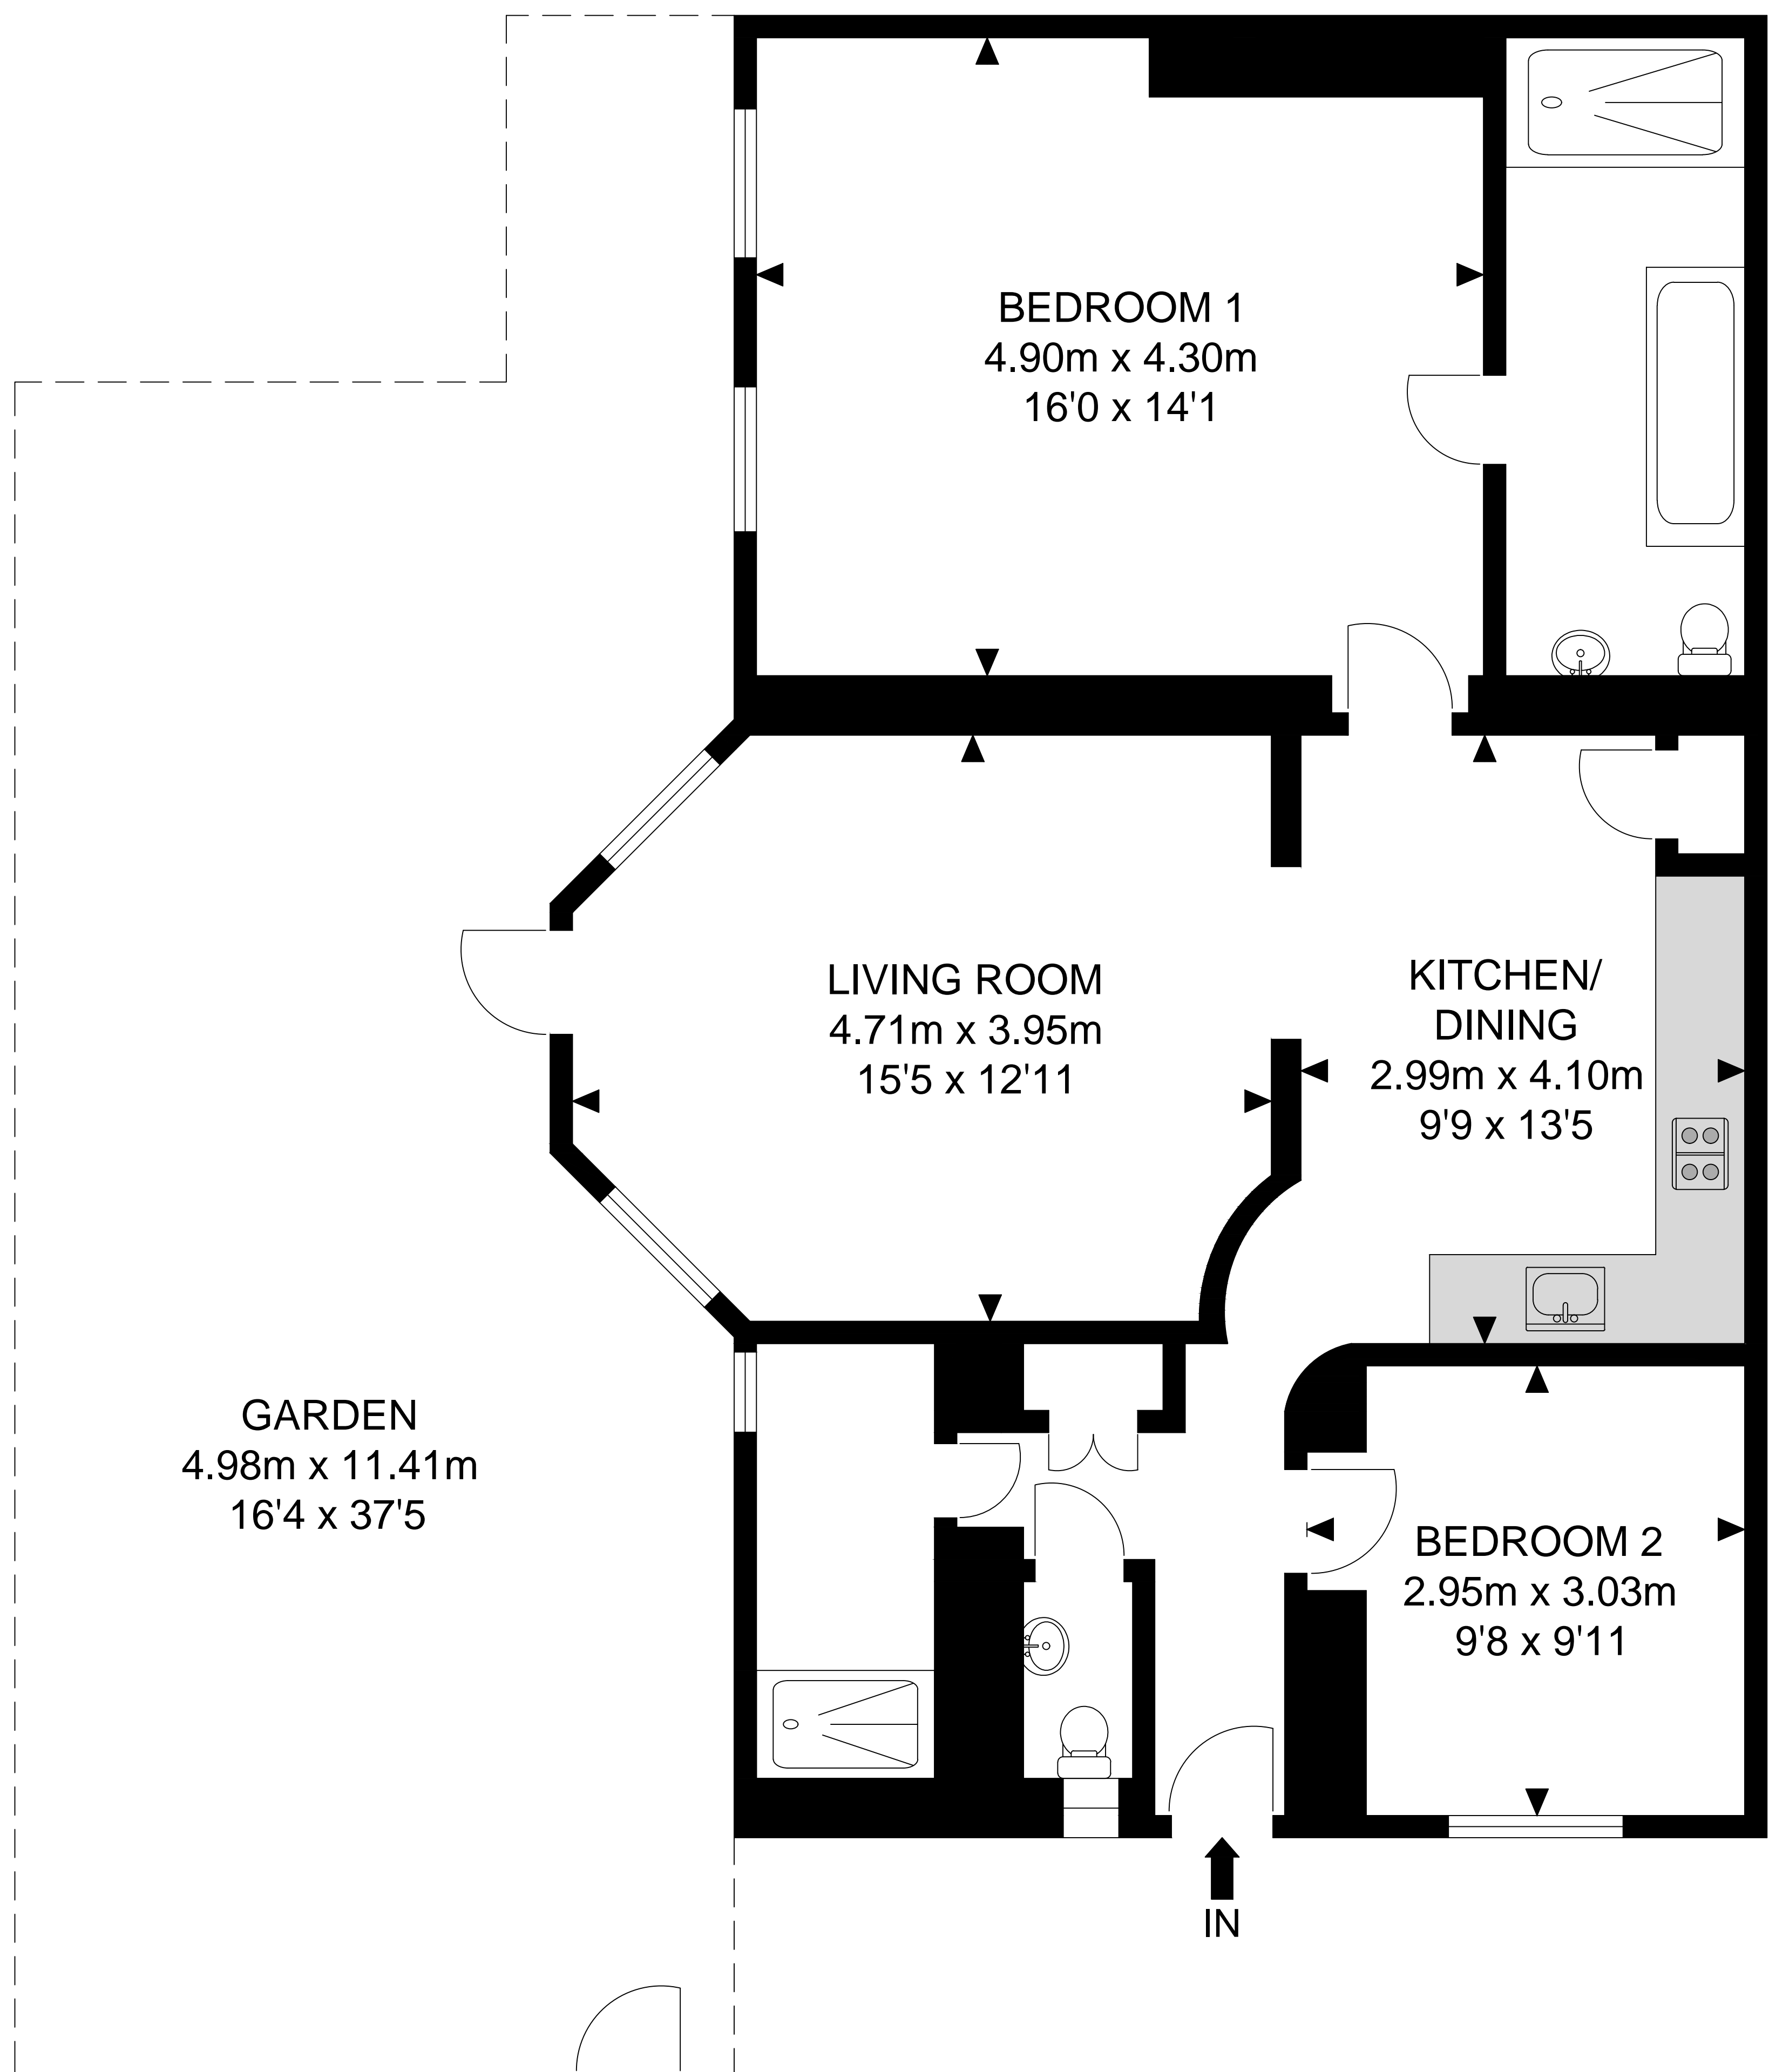 BEDROOM 1
4.90m x 4.30m
16'0 x 14'1
LIVING ROOM
4.71m x 3.95m
15'5 x 12'11
KITCHEN/
DINING
2.99m x 4.10m
9'9 x 13'5
GARDEN
4.98m x 11.41m
16'4 x 37'5
BEDROOM 2
2.95m x 3.03m
9'8 x 9'11
IN